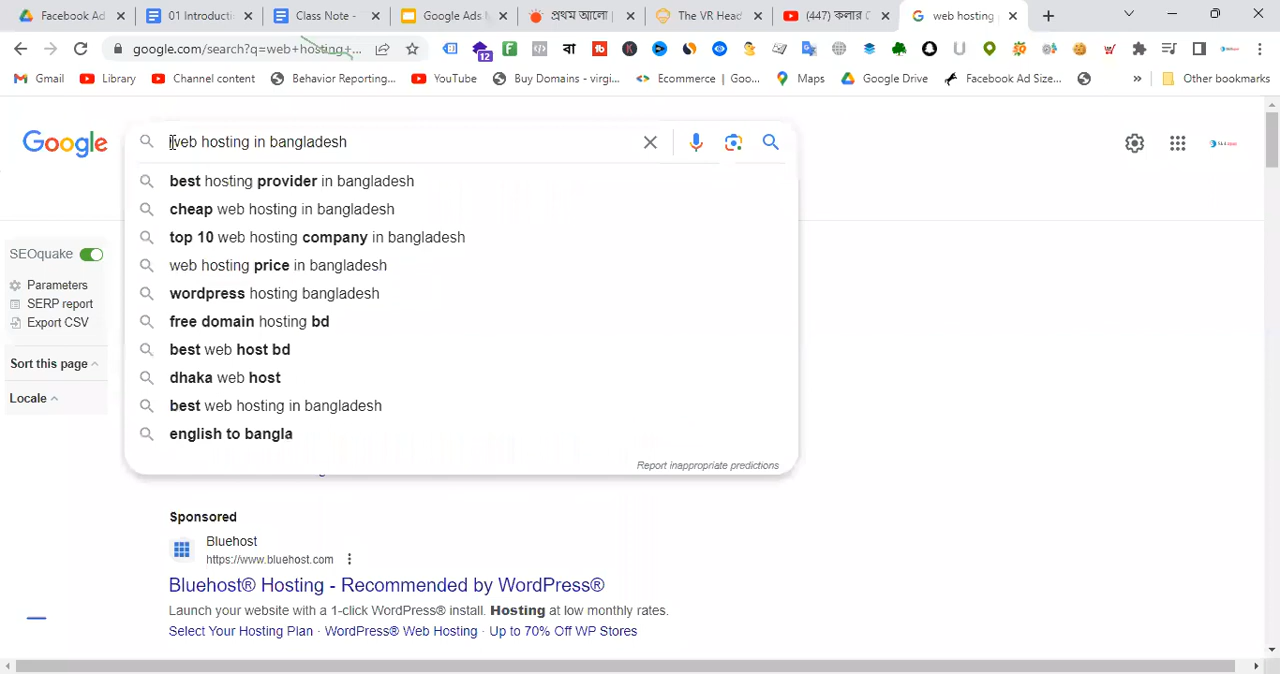 Facebook Ad
01 Introducti
Class Note -
Google Ads b
প্রথম আলো |
The VR Head
(447) কলার
web hosting
google.com/search?q=web+hosting+...
12
বা
Gmail
Library
Channel content
Behavior Reporting...
YouTube
Buy Domains - virgi...
Ecommerce | Goo...
Maps
Google Drive
Facebook Ad Size...
»
Other bookmarks
Google
web hosting in bangladesh
best hosting provider in bangladesh
cheap web hosting in bangladesh
top 10 web hosting company in bangladesh
web hosting price in bangladesh
wordpress hosting bangladesh
free domain hosting bd
best web host bd
dhaka web host
best web hosting in bangladesh
english to bangla
Report inappropriate predictions
SEOquake
Parameters
SERP report
Export CSV
Sort this page
Locale
Sponsored
Bluehost
https://www.bluehost.com
Bluehost® Hosting - Recommended by WordPress®
Launch your website with a 1-click WordPress® install. Hosting at low monthly rates.
Select Your Hosting Plan · WordPress® Web Hosting · Up to 70% Off WP Stores